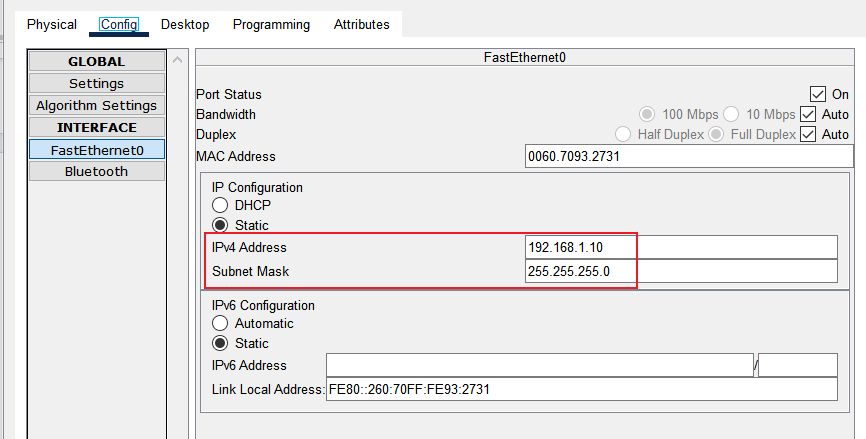 Physical Config Desktop Programming Attributes
GLOBAL
Settings
Algorithm Settings
INTERFACE
FastEthernet0
Bluetooth
FastEthernet0
Port Status On
Bandwidth 100 Mbps 10 Mbps Auto
Duplex Half Duplex Full Duplex Auto
MAC Address 0060.7093.2731
IP Configuration
DHCP
Static
IPv4 Address 192.168.1.10
Subnet Mask 255.255.255.0
IPv6 Configuration
Automatic
Static
IPv6 Address /
Link Local Address: FE80::260:70FF:FE93:2731